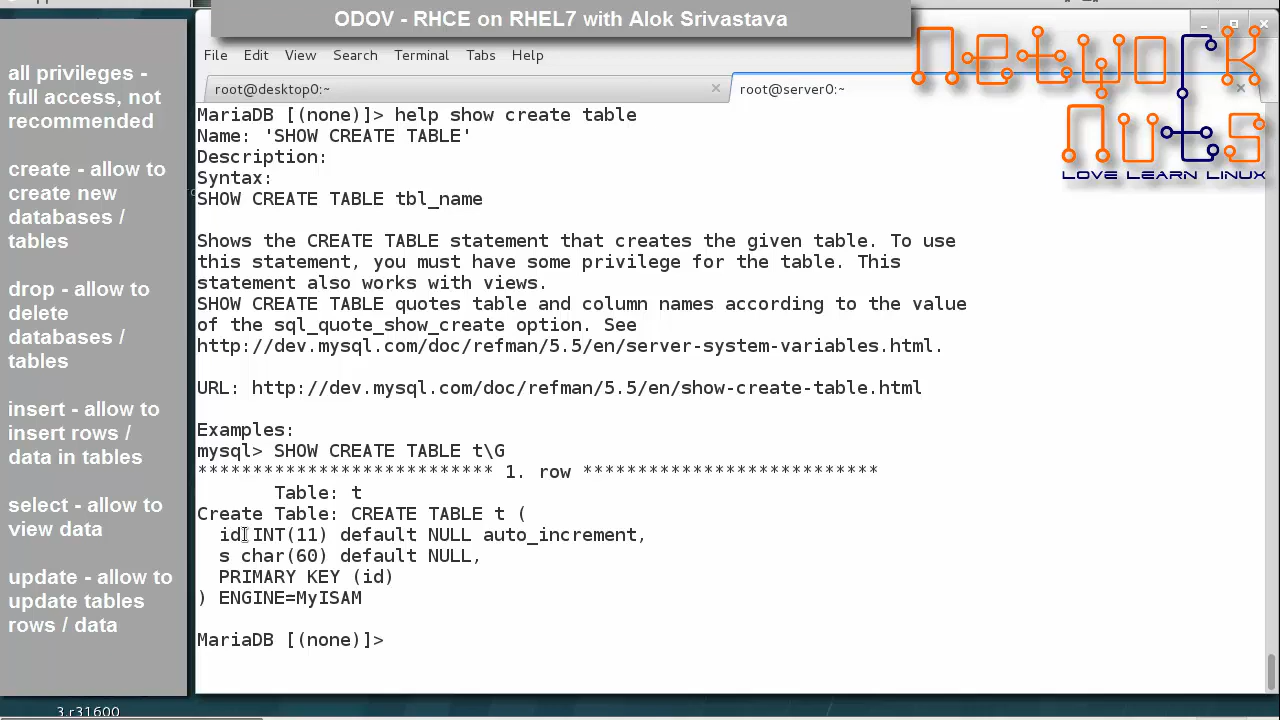 ODOV - RHCE on RHEL7 with Alok Srivastava
Network
Nuts
LOVE LEARN LINUX
all privileges -
full access, not
recommended
create - allow to
create new
databases /
tables
drop - allow to
delete
databases /
tables
insert - allow to
insert rows /
data in tables
select - allow to
view data
update - allow to
update tables
rows / data
File Edit View Search Terminal Tabs Help
root@desktop0:~ root@server0:~
MariaDB [(none)]> help show create table
Name: 'SHOW CREATE TABLE'
Description:
Syntax:
SHOW CREATE TABLE tbl_name
Shows the CREATE TABLE statement that creates the given table. To use
this statement, you must have some privilege for the table. This
statement also works with views.
SHOW CREATE TABLE quotes table and column names according to the value
of the sql_quote_show_create option. See
http://dev.mysql.com/doc/refman/5.5/en/server-system-variables.html.
URL: http://dev.mysql.com/doc/refman/5.5/en/show-create-table.html
Examples:
mysql> SHOW CREATE TABLE t\G
*************************** 1. row ***************************
Table: t
Create Table: CREATE TABLE t (
id INT(11) default NULL auto_increment,
s char(60) default NULL,
PRIMARY KEY (id)
) ENGINE=MyISAM
MariaDB [(none)]>
3.r31600